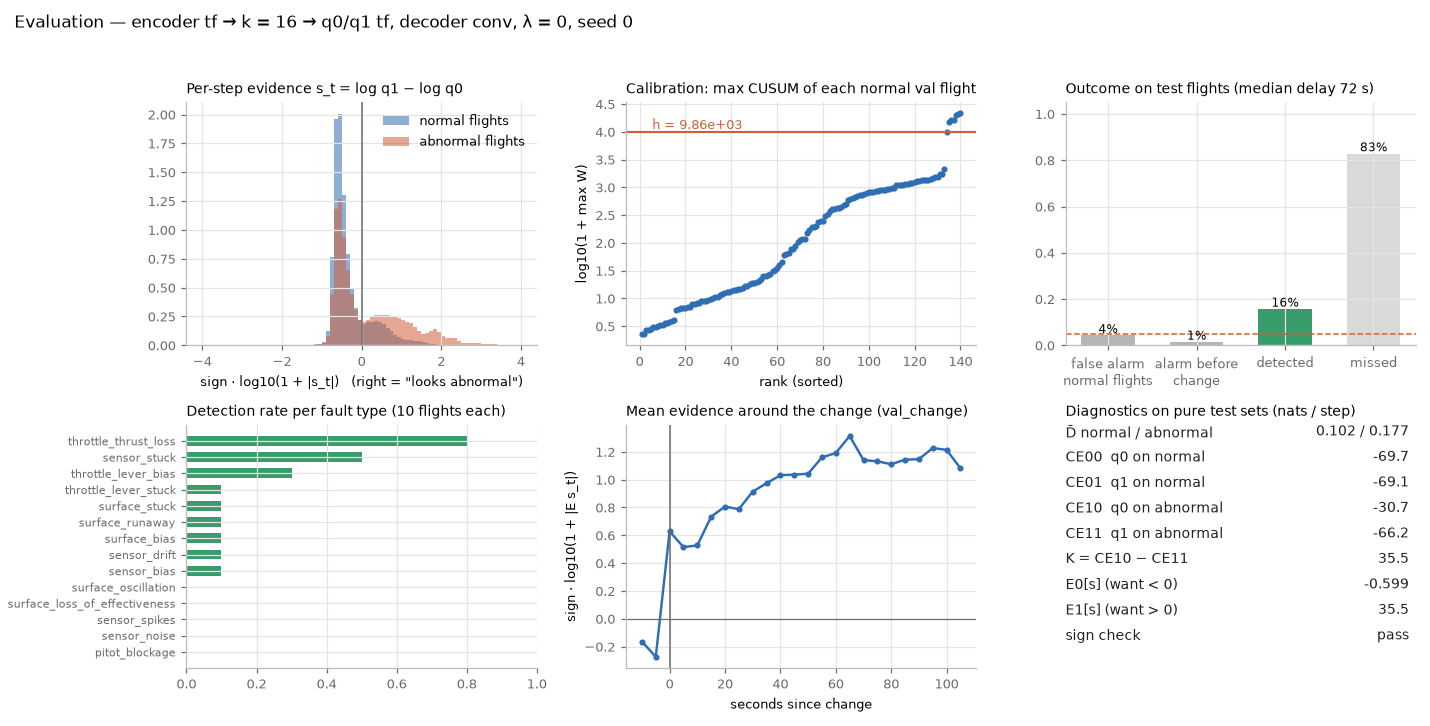 Evaluation — encoder tf → k = 16 → q0/q1 tf, decoder conv, λ = 0, seed 0
Per-step evidence s_t = log q1 − log q0
normal flights
abnormal flights
2.00
1.75
1.50
1.25
1.00
0.75
0.50
0.25
0.00
−4
−2
0
2
4
sign · log10(1 + |s_t|)   (right = "looks abnormal")
Calibration: max CUSUM of each normal val flight
h = 9.86e+03
log10(1 + max W)
4.5
4.0
3.5
3.0
2.5
2.0
1.5
1.0
0.5
0
20
40
60
80
100
120
140
rank (sorted)
Outcome on test flights (median delay 72 s)
1.0
0.8
0.6
0.4
0.2
0.0
4%
1%
16%
83%
false alarm
normal flights
alarm before
change
detected
missed
Detection rate per fault type (10 flights each)
throttle_thrust_loss
sensor_stuck
throttle_lever_bias
throttle_lever_stuck
surface_stuck
surface_runaway
surface_bias
sensor_drift
sensor_bias
surface_oscillation
surface_loss_of_effectiveness
sensor_spikes
sensor_noise
pitot_blockage
0.0
0.2
0.4
0.6
0.8
1.0
Mean evidence around the change (val_change)
sign · log10(1 + |E s_t|)
1.2
1.0
0.8
0.6
0.4
0.2
0.0
−0.2
0
20
40
60
80
100
seconds since change
Diagnostics on pure test sets (nats / step)
D̄ normal / abnormal 0.102 / 0.177
CE00  q0 on normal -69.7
CE01  q1 on normal -69.1
CE10  q0 on abnormal -30.7
CE11  q1 on abnormal -66.2
K = CE10 − CE11 35.5
E0[s] (want < 0) -0.599
E1[s] (want > 0) 35.5
sign check pass